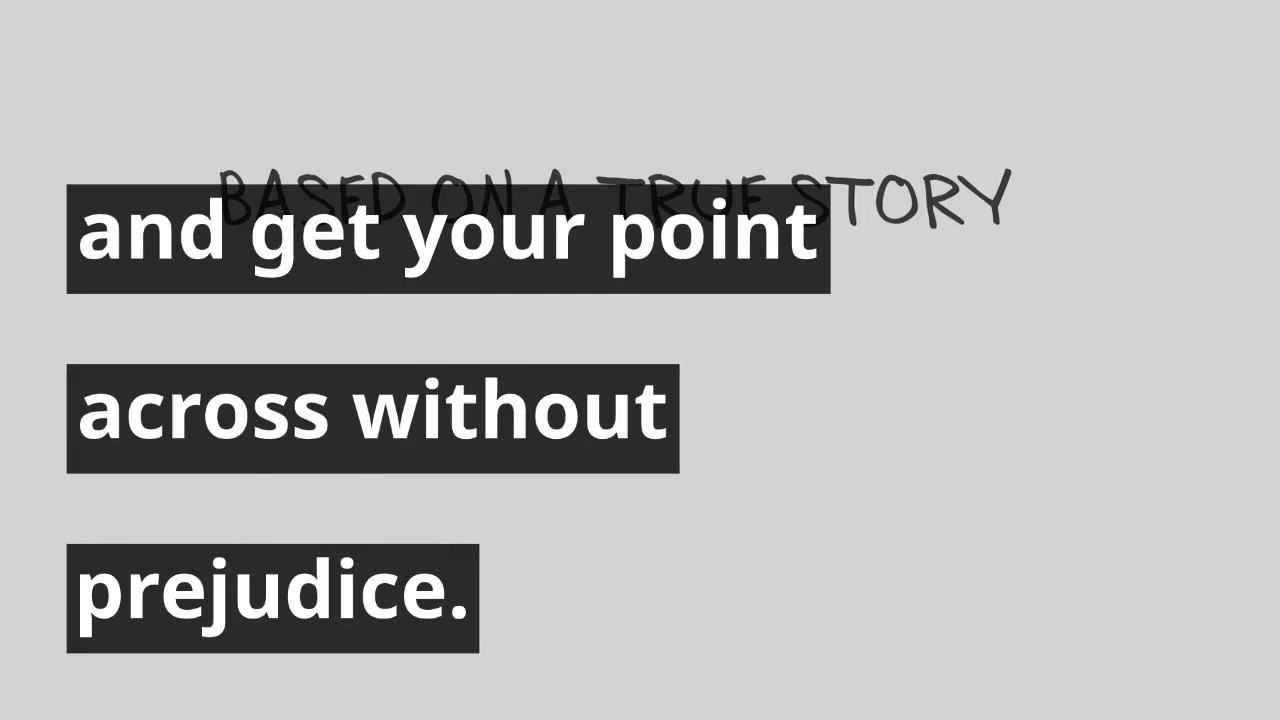 BASED ON A TRUE STORY
and get your point
across without
prejudice.